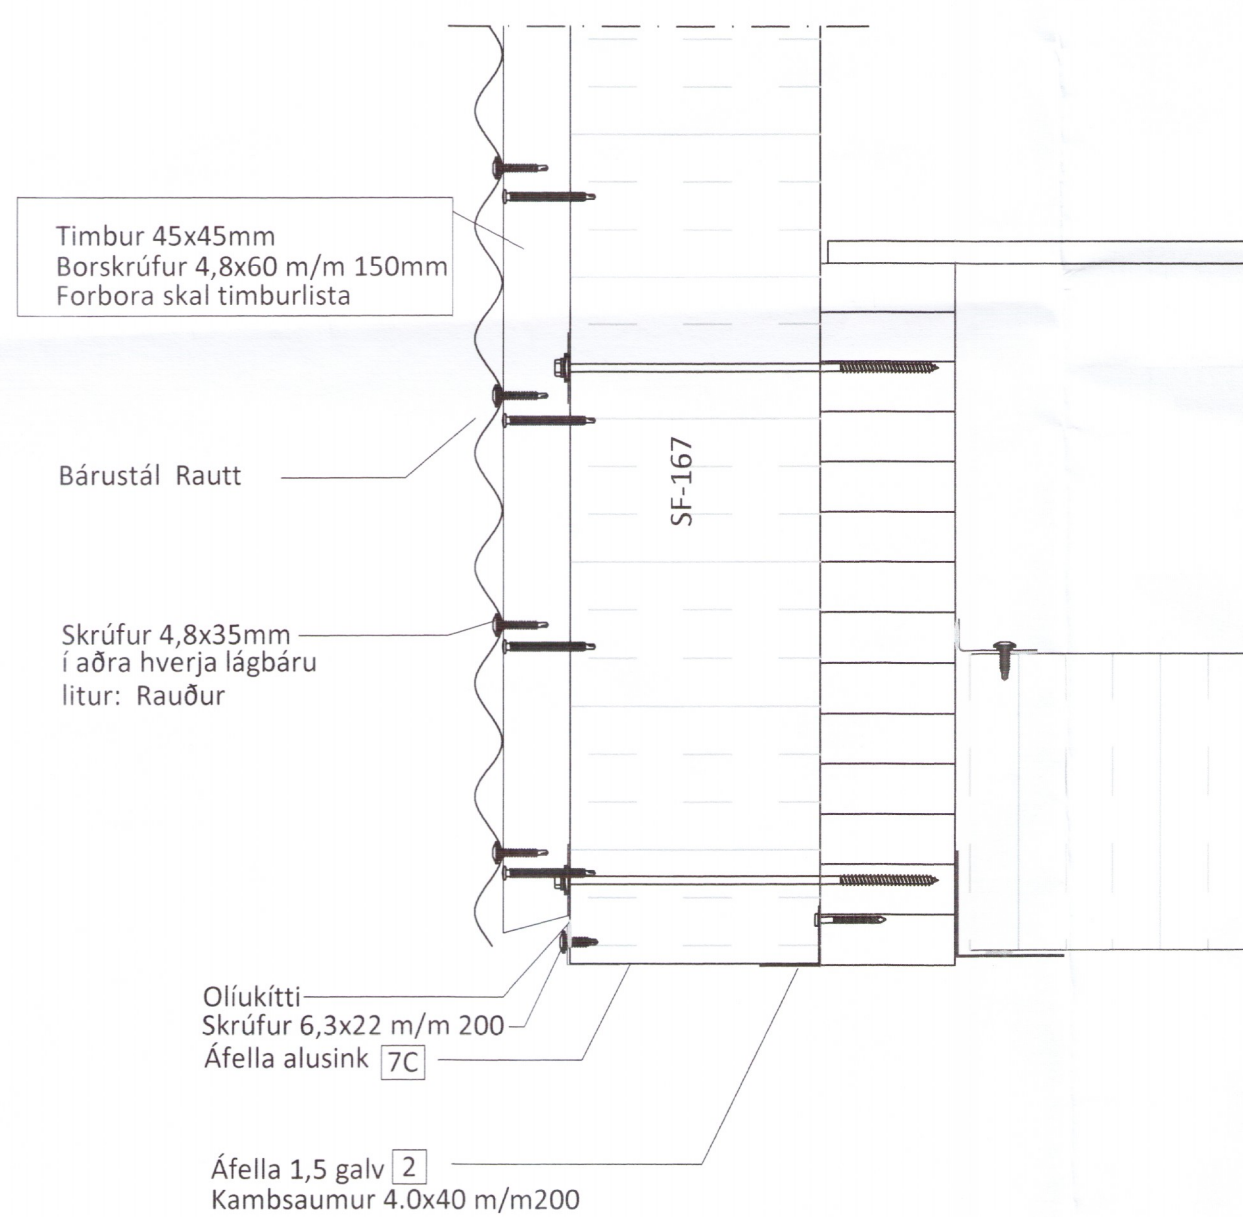 Timbur 45x45mm
Borskrúfur 4,8x60 m/m 150mm
Forbora skal timburlista
SF-167
Bárustál Rautt
Skrúfur 4,8x35mm
í aðra hverja lágbáru
litur: Rauður
Olíukítti
Skrúfur 6,3x22 m/m 200
Áfella alusink 7C
Áfella 1,5 galv 2
Kambsaumur 4.0x40 m/m200